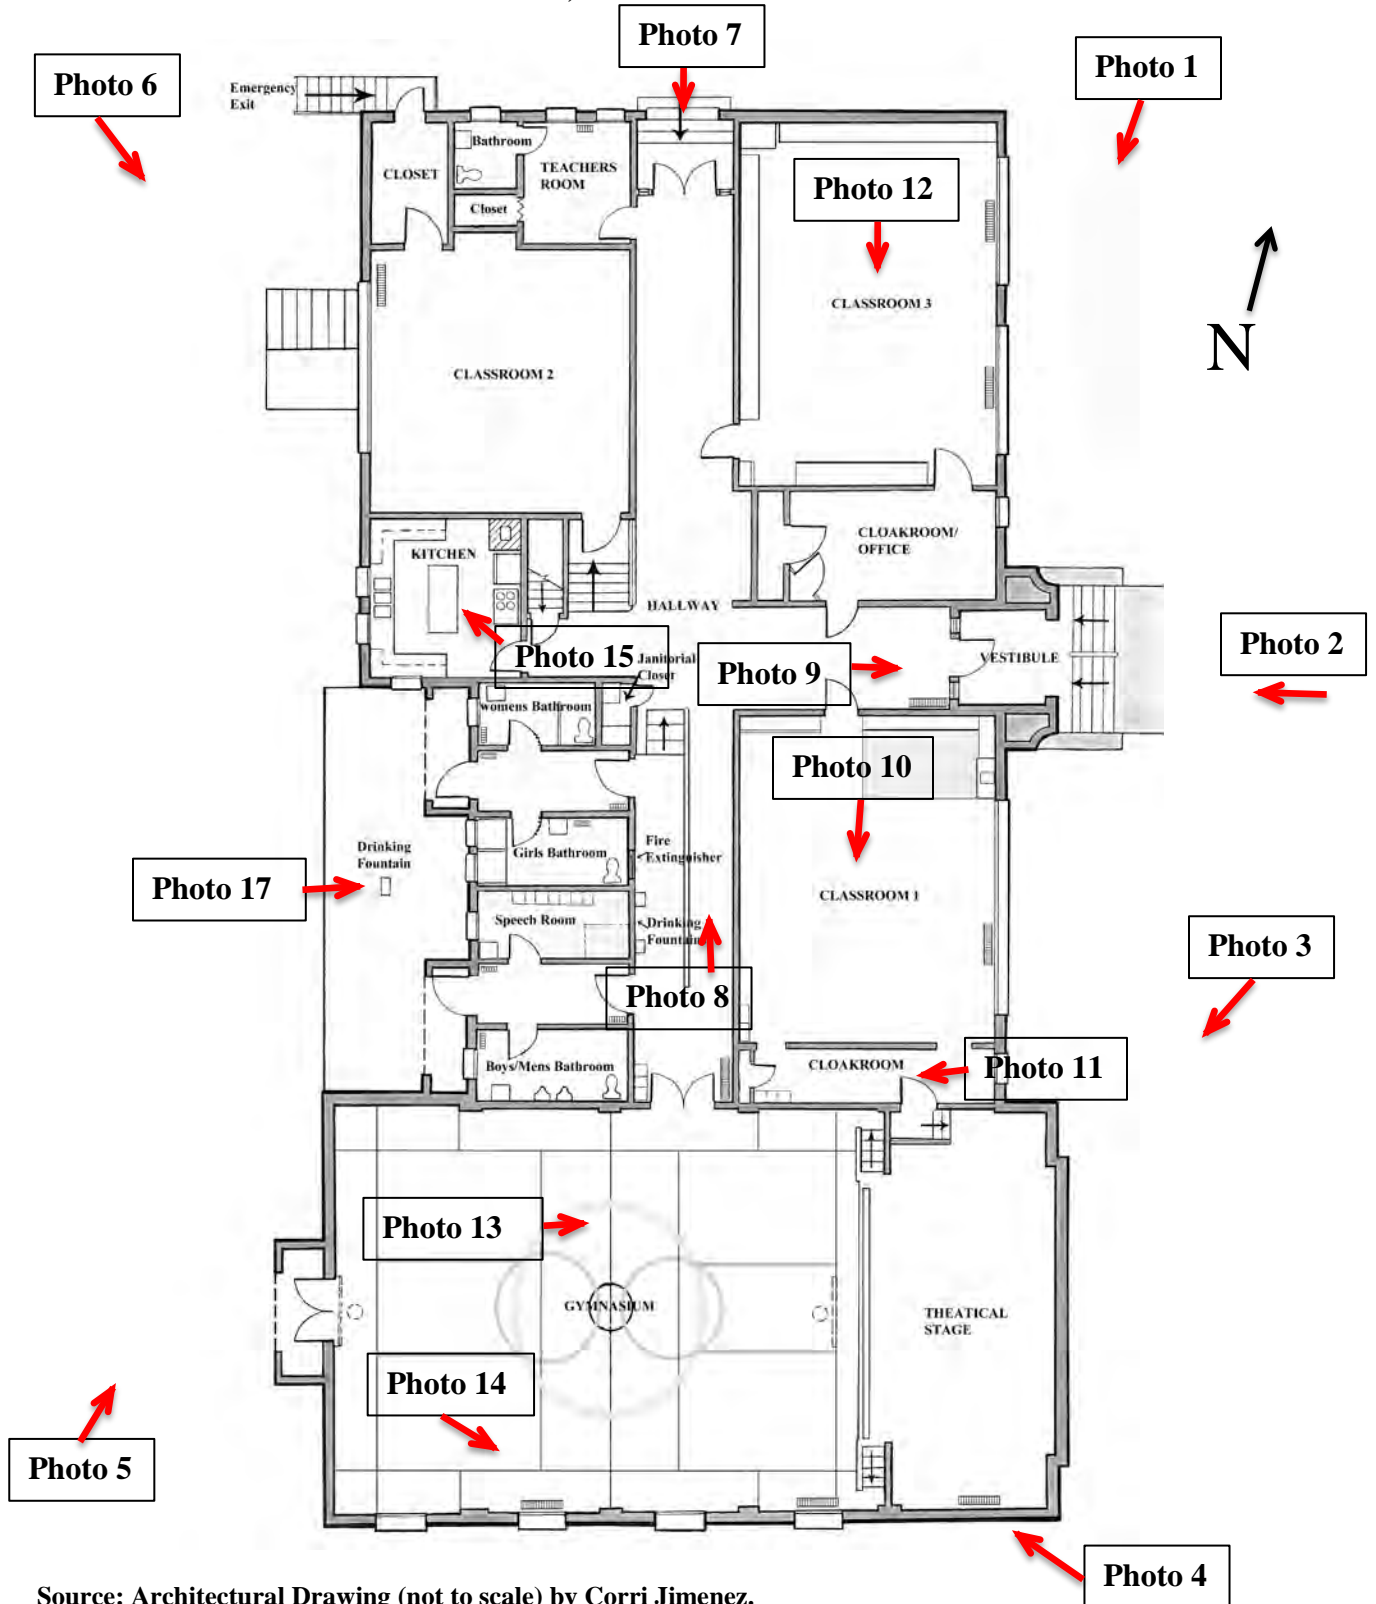 Photo 7
Photo 6
Photo 1
Emergency
Exit
Bathroom
CLOSET
TEACHERS
ROOM
Closet
Photo 12
CLASSROOM 3
N
CLASSROOM 2
KITCHEN
CLOAKROOM/
OFFICE
HALLWAY
Photo 15
Janitorial
Closet
Photo 9
VESTIBULE
Photo 2
womens Bathroom
Photo 10
Drinking
Fountain
Girls Bathroom
Fire
Extinguisher
Photo 17
CLASSROOM 1
Speech Room
Drinking
Fountain
Photo 3
Photo 8
Boys/Mens Bathroom
CLOAKROOM
Photo 11
Photo 13
GYMNASIUM
THEATICAL
STAGE
Photo 14
Photo 5
Photo 4
Source: Architectural Drawing (not to scale) by Corri Jimenez.